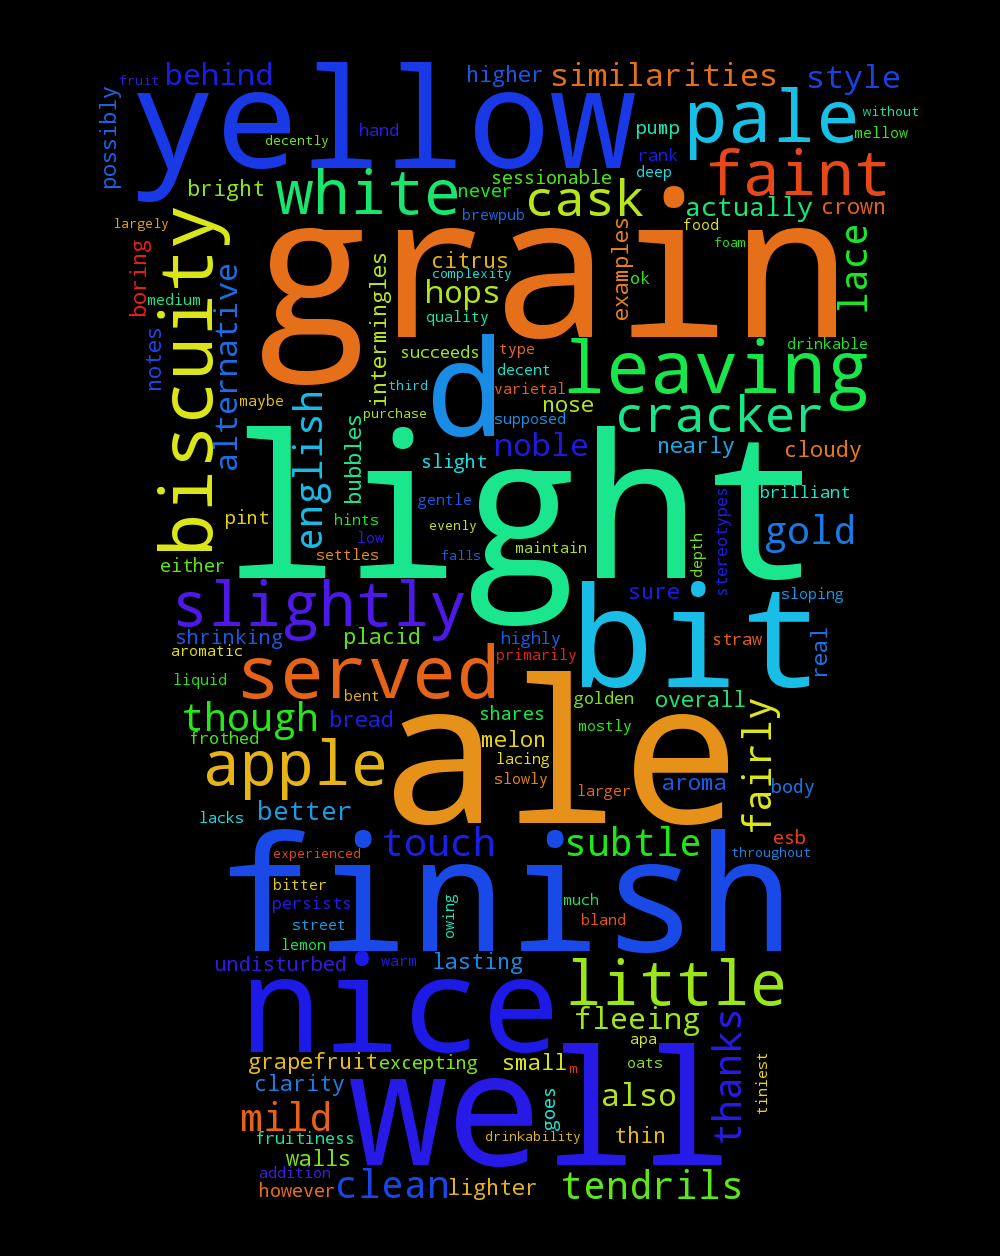 fruit behind higher similarities style
possibly yellow pale without
decently hand pump mellow
rank faint
bright white never sessionable deep
cask actually crown
largely brewpub food
biscuity grain examples foam lace
boring citrus
alternative intermingles complexity ok
medium hops
quality
notes succeeds type leaving drinkable
third d decent
maybe english varietal
purchase nose cracker
bubbles supposed
light noble nearly cloudy
slight
gentle stereotypes brilliant
pint hints evenly gold
low depth
settles falls maintain
either
slightly bit sure sloping
shrinking placid highly straw real
aromatic served primarily
liquid bent golden overall
though bread ale shares fairly
frothed melon mostly
apple lacing
slowly larger aroma body
lacks better
finish touch subtle esb
experienced throughout
bitter
persists owing much
street bland
lemon
undisturbed warm lasting
nice little
fleeing thanks
apa
grapefruit excepting small m oats tiniest
clarity well goes also
mild
fruitiness drinkability thin
walls
addition
however clean lighter tendrils